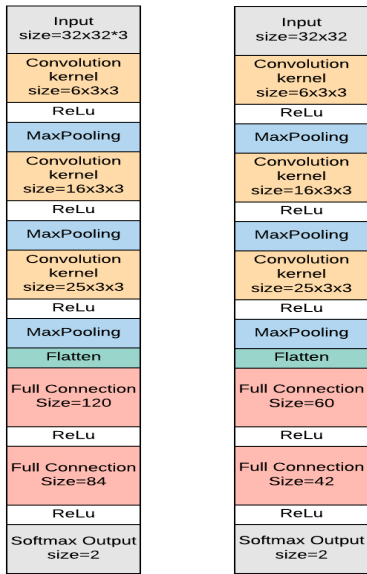 Input
size=32x32*3
Convolution
kernel
size=6x3x3
ReLu
MaxPooling
Convolution
kernel
size=16x3x3
ReLu
MaxPooling
Convolution
kernel
size=25x3x3
ReLu
MaxPooling
Flatten
Full Connection
Size=120
ReLu
Full Connection
Size=84
ReLu
Softmax Output
size=2
Input
size=32x32
Convolution
kernel
size=6x3x3
ReLu
MaxPooling
Convolution
kernel
size=16x3x3
ReLu
MaxPooling
Convolution
kernel
size=25x3x3
ReLu
MaxPooling
Flatten
Full Connection
Size=60
ReLu
Full Connection
Size=42
ReLu
Softmax Output
size=2